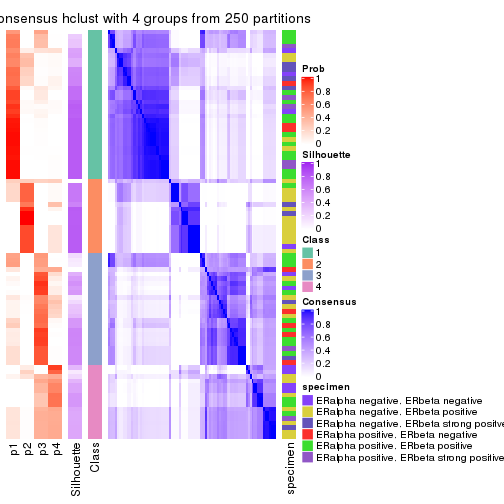 onsensus hclust with 4 groups from 250 partitions
Prob
1
0.8
0.6
0.4
0.2
0
Silhouette
1
0.8
0.6
0.4
0.2
0
Class
1
2
3
4
Consensus
1
0.8
0.6
0.4
0.2
0
specimen
ERalpha negative. ERbeta negative
ERalpha negative. ERbeta positive
ERalpha negative. ERbeta strong positive
ERalpha positive. ERbeta negative
ERalpha positive. ERbeta positive
ERalpha positive. ERbeta strong positive
p1
p2
p3
p4
Silhouette
Class
specimen